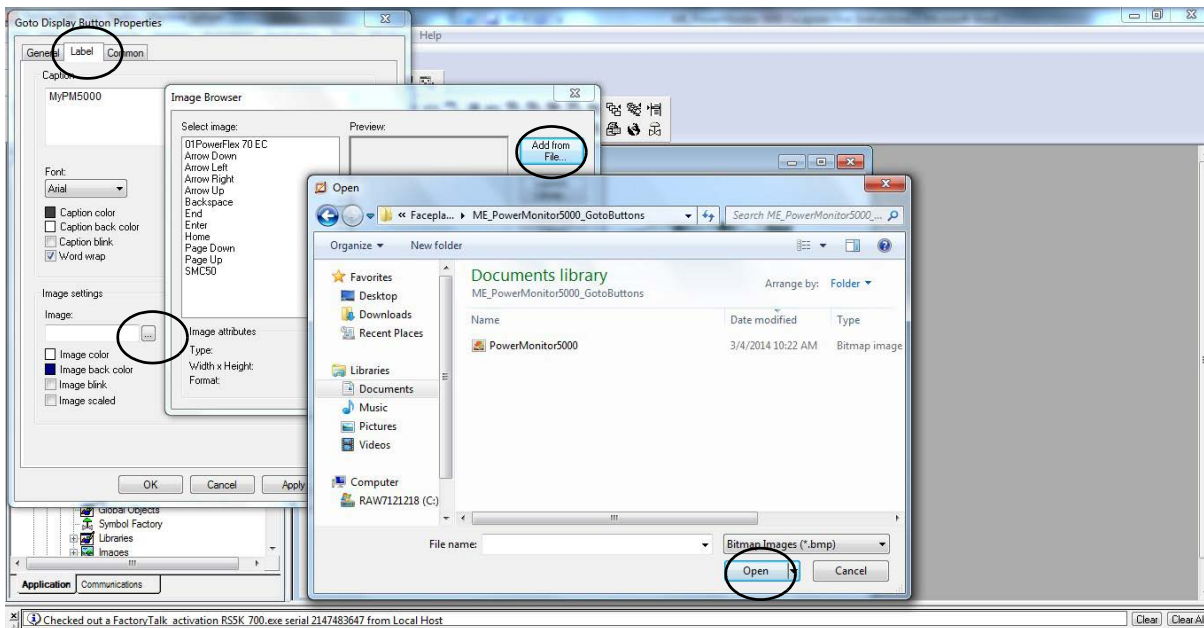 Goto Display Button Properties
Help
General Label Common
Caption
MyPM5000
Font:
Arial
Caption color
Caption back color
Caption blink
Word wrap
Image settings
Image:
...
Image color
Image back color
Image blink
Image scaled
OK Cancel Apply
Image Browser
Select image:
Preview:
Add from
File...
01PowerFlex 70 EC
Arrow Down
Arrow Left
Arrow Right
Arrow Up
Backspace
End
Enter
Home
Page Down
Page Up
SMC50
Image attributes
Type:
Width x Height:
Format:
Open
« Facepla... ▸ ME_PowerMonitor5000_GotoButtons
Search ME_PowerMonitor5000_...
Organize New folder
Favorites
Desktop
Downloads
Recent Places
Libraries
Documents
Music
Pictures
Videos
Computer
RAW7121218 (C:)
Documents library
ME_PowerMonitor5000_GotoButtons
Arrange by: Folder
Name Date modified Type
PowerMonitor5000 3/4/2014 10:22 AM Bitmap image
File name:
Bitmap Images (*.bmp)
Open Cancel
Global Objects
Symbol Factory
Libraries
Images
Application Communications
Checked out a FactoryTalk activation RS5K_700.exe serial 2147483647 from Local Host
Clear Clear Al